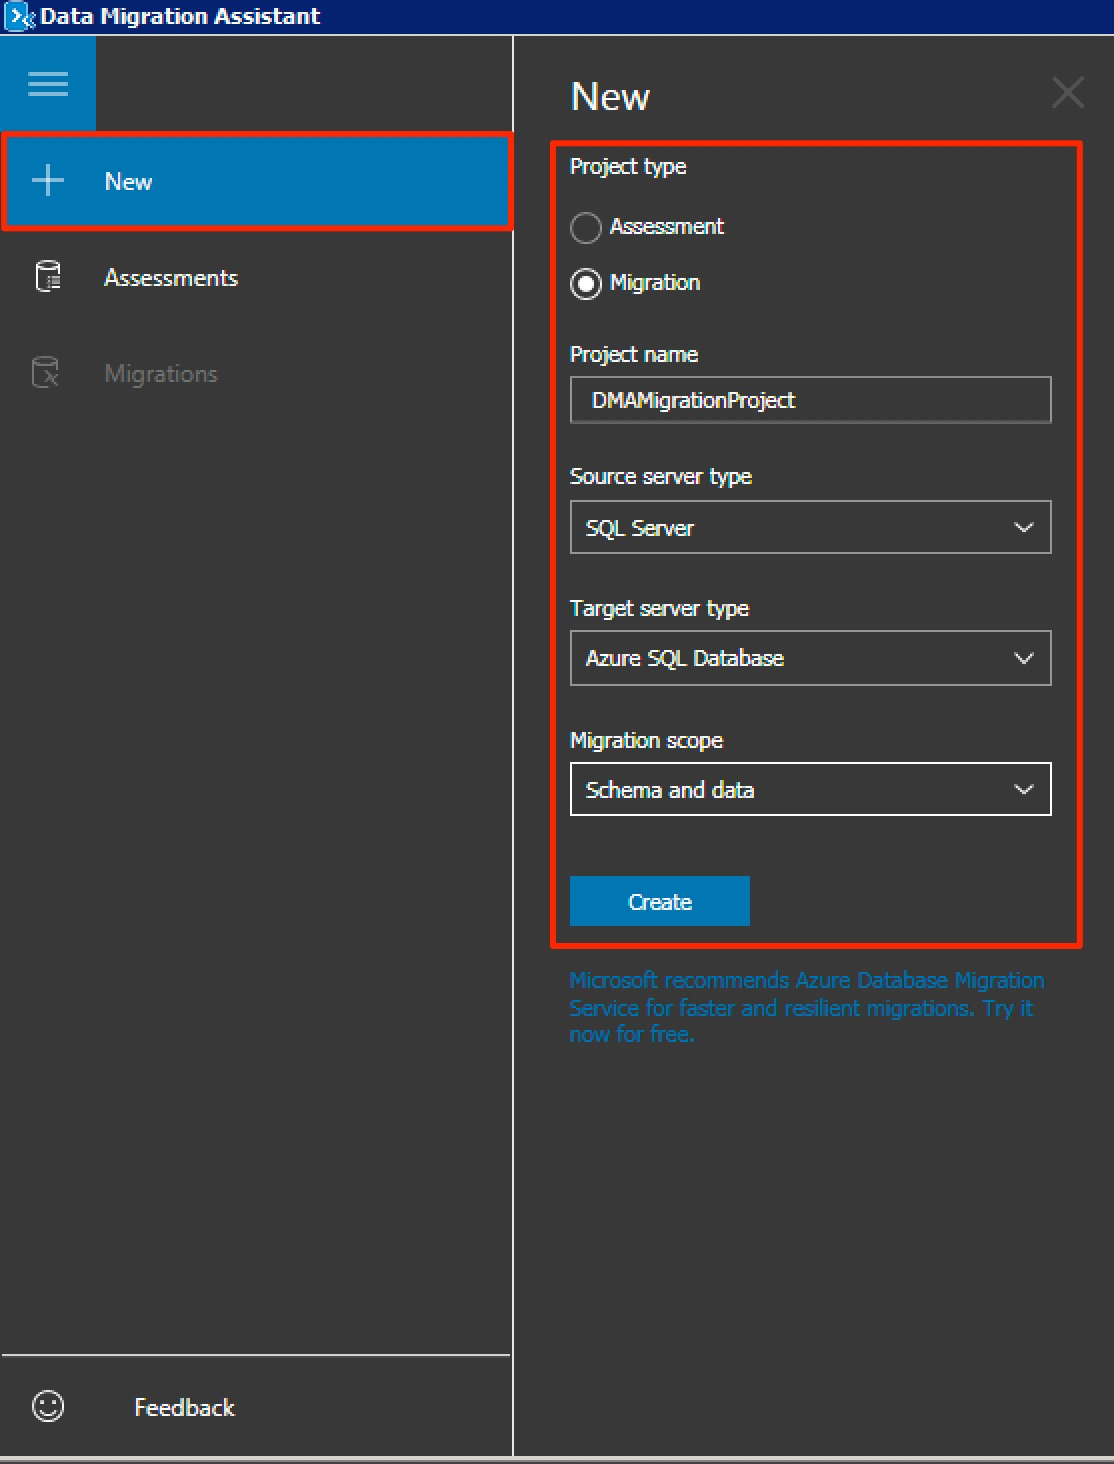 Data Migration Assistant
New
Assessments
Migrations
Feedback
New
Project type
Assessment
Migration
Project name
DMAMigrationProject
Source server type
SQL Server
Target server type
Azure SQL Database
Migration scope
Schema and data
Create
Microsoft recommends Azure Database Migration
Service for faster and resilient migrations. Try it
now for free.